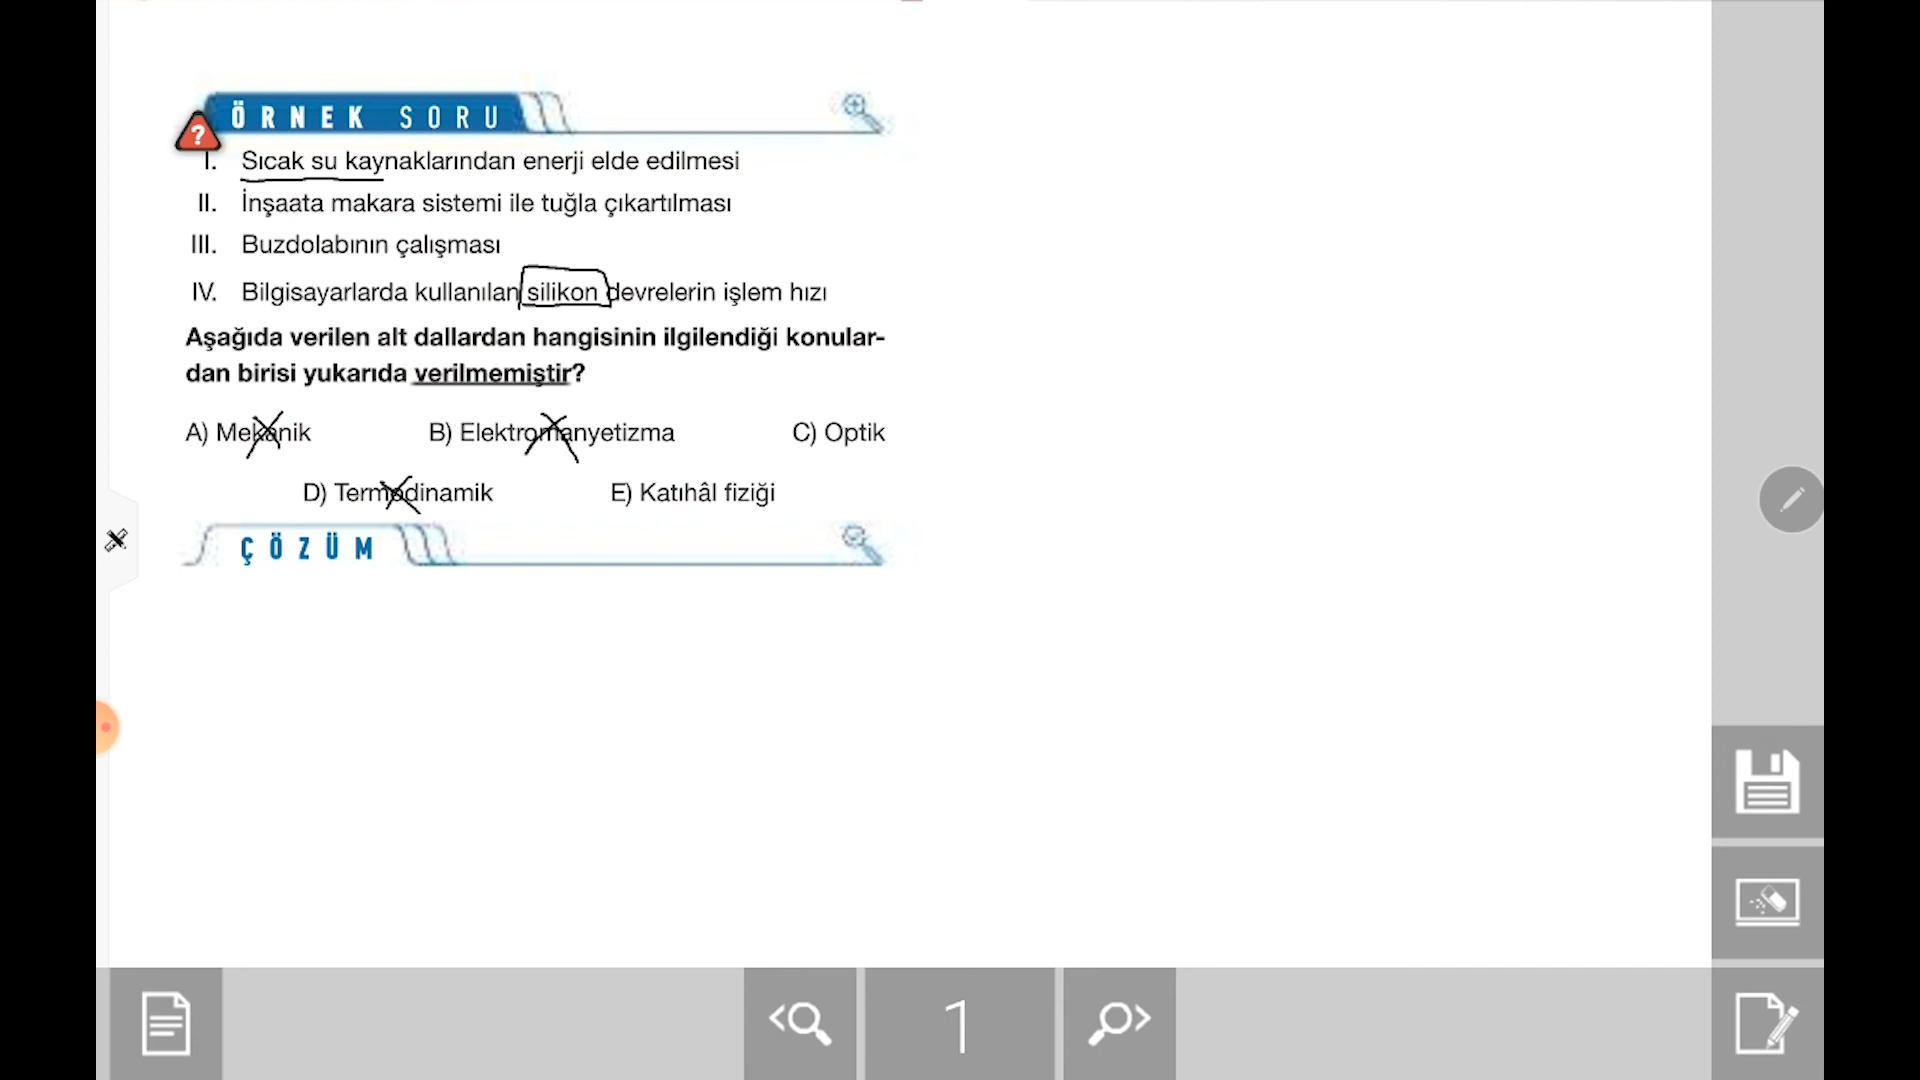 ÖRNEK SORU
?
I. Sıcak su kaynaklarından enerji elde edilmesi
II. İnşaata makara sistemi ile tuğla çıkartılması
III. Buzdolabının çalışması
IV. Bilgisayarlarda kullanılan silikon devrelerin işlem hızı
Aşağıda verilen alt dallardan hangisinin ilgilendiği konular-
dan birisi yukarıda verilmemiştir?
A) Mekanik B) Elektromanyetizma C) Optik
D) Termodinamik E) Katıhâl fiziği
ÇÖZÜM
1